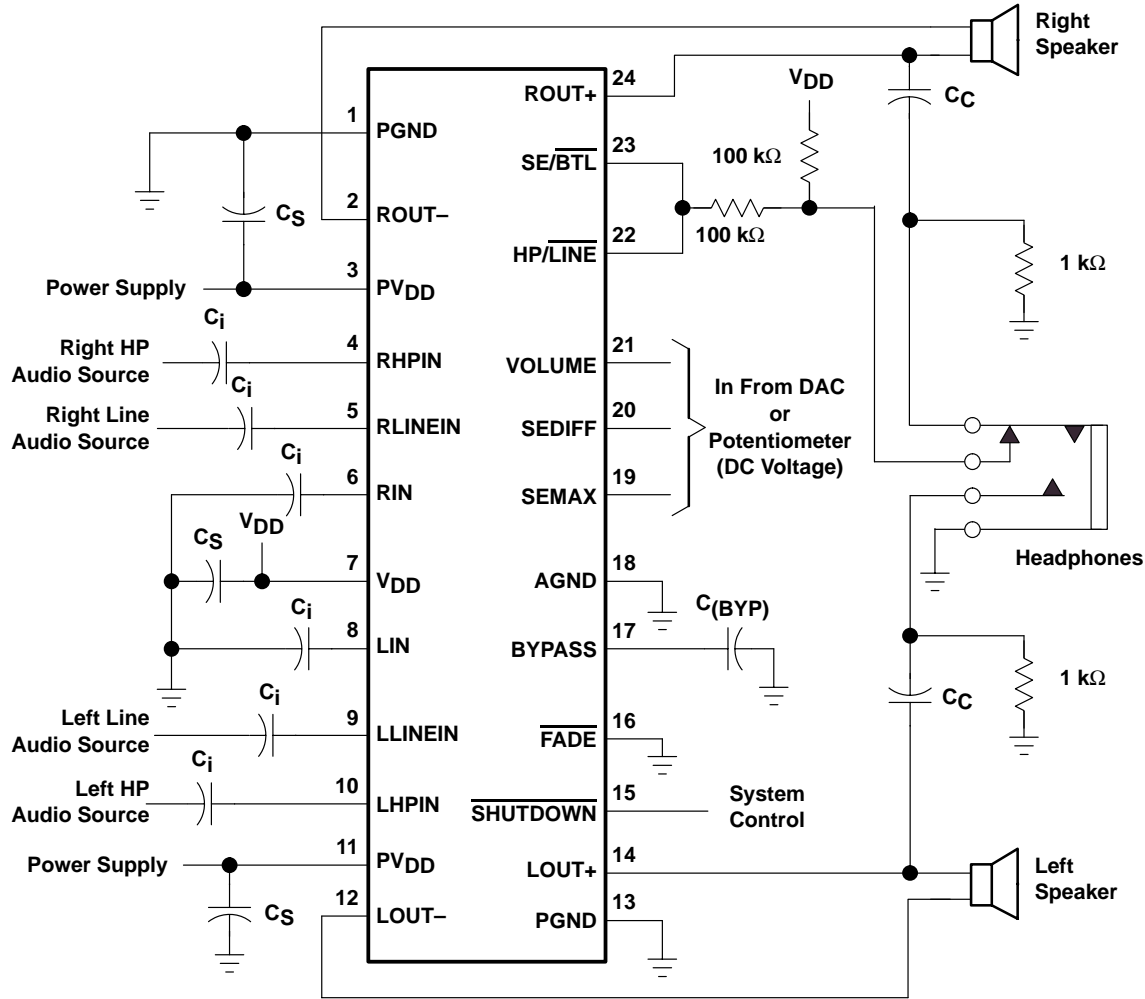 Right
Speaker
24
ROUT+
VDD
CC
1
PGND
23
SE/BTL
100 kΩ
CS
2
ROUT–
100 kΩ
22
HP/LINE
1 kΩ
3
Power Supply
PVDD
Ci
Right HP
Audio Source
4
RHPIN
21
VOLUME
In From DAC
or
Potentiometer
(DC Voltage)
Ci
Right Line
Audio Source
5
RLINEIN
20
SEDIFF
Ci
6
RIN
19
SEMAX
VDD
CS
7
VDD
18
AGND
Headphones
Ci
8
LIN
C(BYP)
17
BYPASS
1 kΩ
CC
Ci
Left Line
Audio Source
9
LLINEIN
16
FADE
Ci
Left HP
Audio Source
10
LHPIN
15
SHUTDOWN
System
Control
11
Power Supply
PVDD
14
LOUT+
Left
Speaker
CS
12
LOUT–
13
PGND